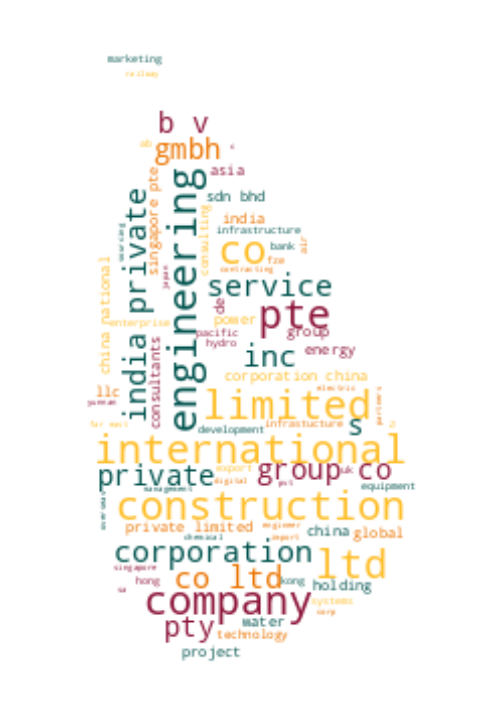 marketing
railway
b v
ab
gmbh
asia
singapore pte
sdn bhd
india private
engineering
sourcing
consulting
india
infrastructure
co
bank
air
fze
contracting
japan
china national
service
de
pte
power
enterprise
pacific
group
hydro
consultants
inc
energy
corporation china
electric
llc
yunnan
limited
partners
s
far east
development
infrastucture
international
private
export
group co
uk
digital
pvt
equipment
management
overseas
construction
private limited
engineer
china
global
chemical
import
corporation
ltd
singapore
hong
co ltd
kong
holding
sa
company
systems
corp
pty
water
technology
project